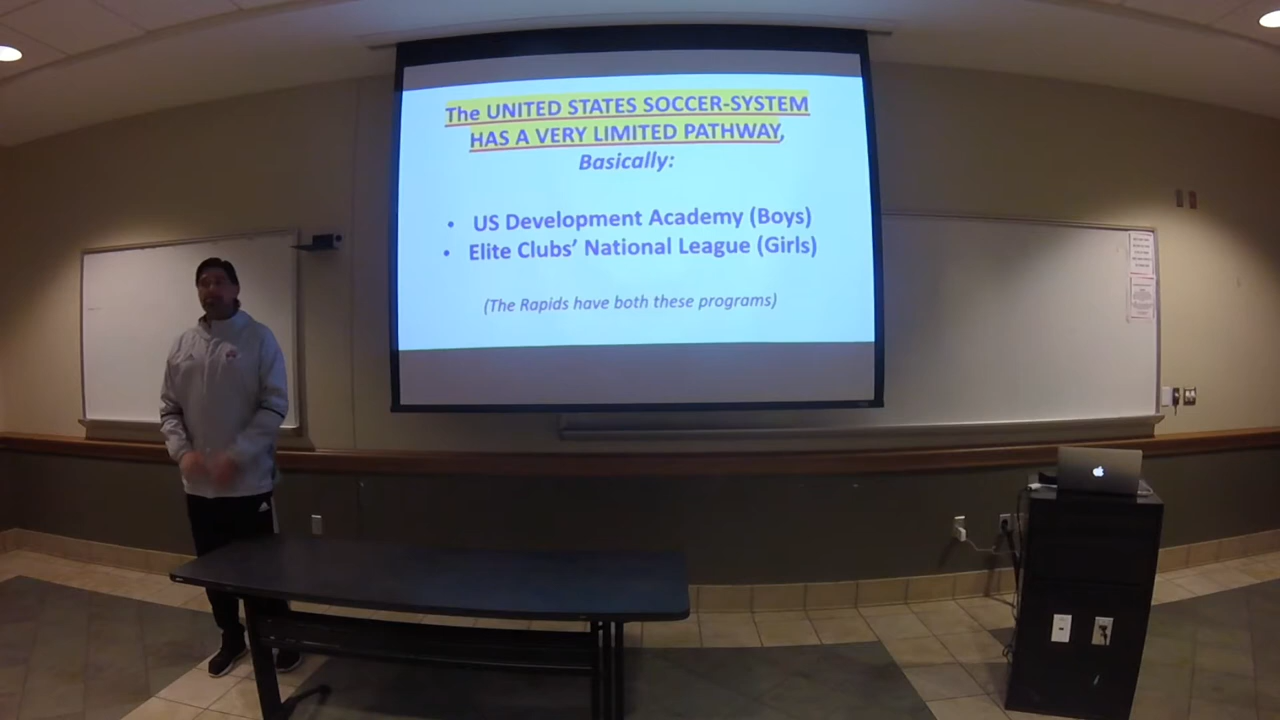 The UNITED STATES SOCCER-SYSTEM
HAS A VERY LIMITED PATHWAY,
Basically:
• US Development Academy (Boys)
• Elite Clubs’ National League (Girls)
(The Rapids have both these programs)